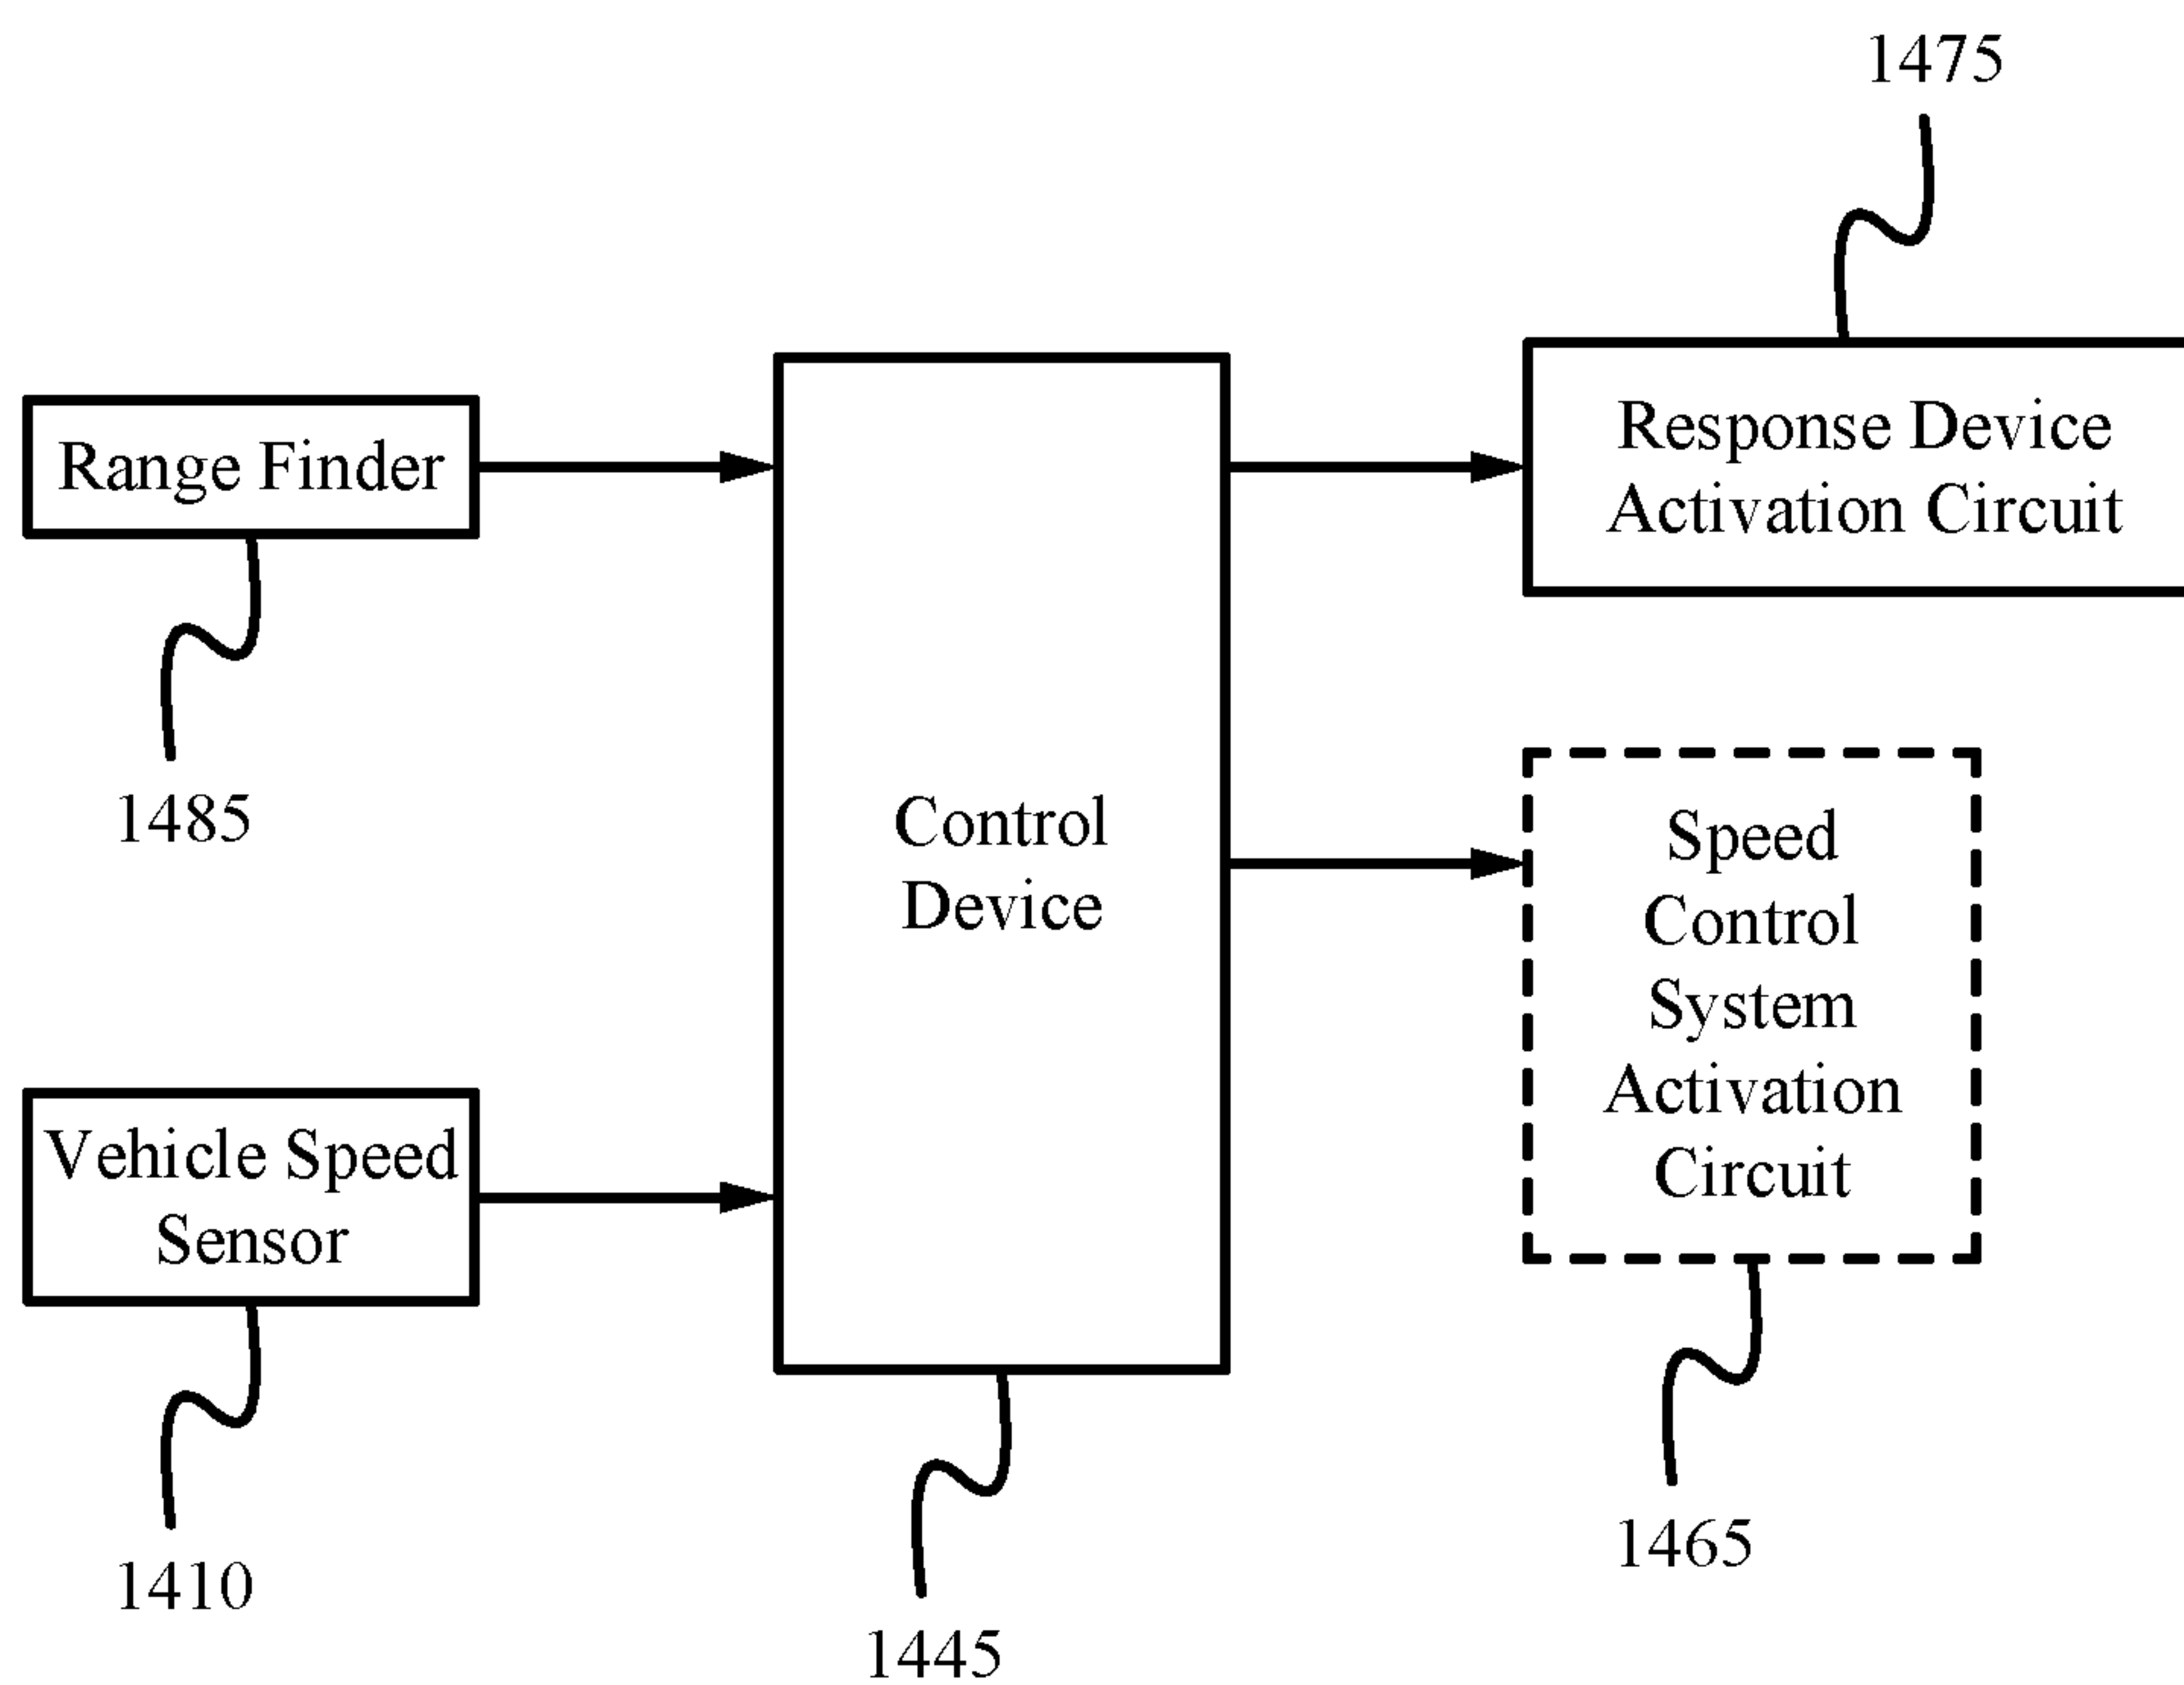 1475
Range Finder
Response Device
Activation Circuit
1485
Control
Device
Speed
Control
System
Activation
Circuit
Vehicle Speed
Sensor
1410
1445
1465